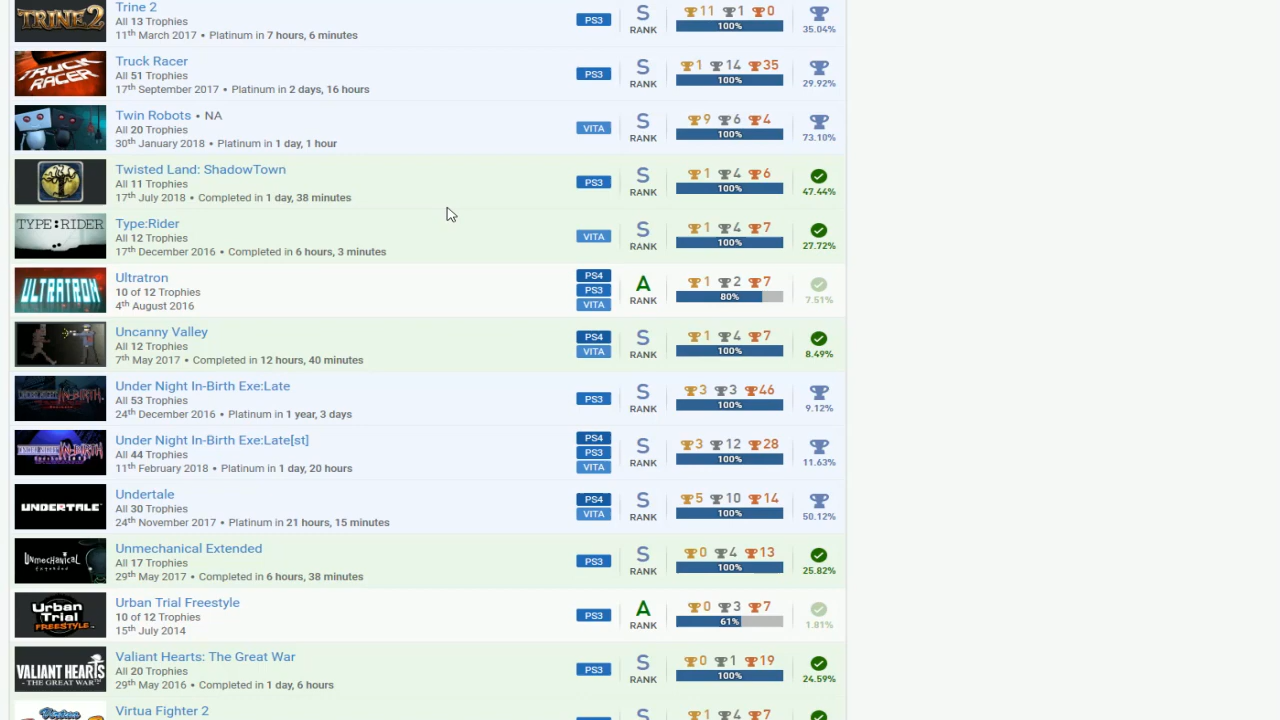 TRINE 2
Trine 2
All 13 Trophies
11th March 2017 • Platinum in 7 hours, 6 minutes
PS3
S RANK
11 1 0
100%
35.04%
TRUCK RACER
Truck Racer
All 51 Trophies
17th September 2017 • Platinum in 2 days, 16 hours
PS3
S RANK
1 14 35
100%
29.92%
Twin Robots • NA
All 20 Trophies
30th January 2018 • Platinum in 1 day, 1 hour
VITA
S RANK
9 6 4
100%
73.10%
Twisted Land: ShadowTown
All 11 Trophies
17th July 2018 • Completed in 1 day, 38 minutes
PS3
S RANK
1 4 6
100%
47.44%
TYPE:RIDER
Type:Rider
All 12 Trophies
17th December 2016 • Completed in 6 hours, 3 minutes
VITA
S RANK
1 4 7
100%
27.72%
ULTRATRON
Ultratron
10 of 12 Trophies
4th August 2016
PS4
PS3
VITA
A RANK
1 2 7
80%
7.51%
Uncanny Valley
All 12 Trophies
7th May 2017 • Completed in 12 hours, 40 minutes
PS4
VITA
S RANK
1 4 7
100%
8.49%
Under Night In-Birth Exe:Late
All 53 Trophies
24th December 2016 • Platinum in 1 year, 3 days
PS3
S RANK
3 3 46
100%
9.12%
Under Night In-Birth Exe:Late[st]
All 44 Trophies
11th February 2018 • Platinum in 1 day, 20 hours
PS4
PS3
VITA
S RANK
3 12 28
100%
11.63%
UNDERTALE
Undertale
All 30 Trophies
24th November 2017 • Platinum in 21 hours, 15 minutes
PS4
VITA
S RANK
5 10 14
100%
50.12%
Unmechanical
Extended
Unmechanical Extended
All 17 Trophies
29th May 2017 • Completed in 6 hours, 38 minutes
PS3
S RANK
0 4 13
100%
25.82%
Urban
Trial
FREESTYLE
Urban Trial Freestyle
10 of 12 Trophies
15th July 2014
PS3
A RANK
0 3 7
61%
1.81%
VALIANT HEARTS
- THE GREAT WAR -
Valiant Hearts: The Great War
All 20 Trophies
29th May 2016 • Completed in 1 day, 6 hours
PS3
S RANK
0 1 19
100%
24.59%
Virtua Fighter 2
S
1 4 7